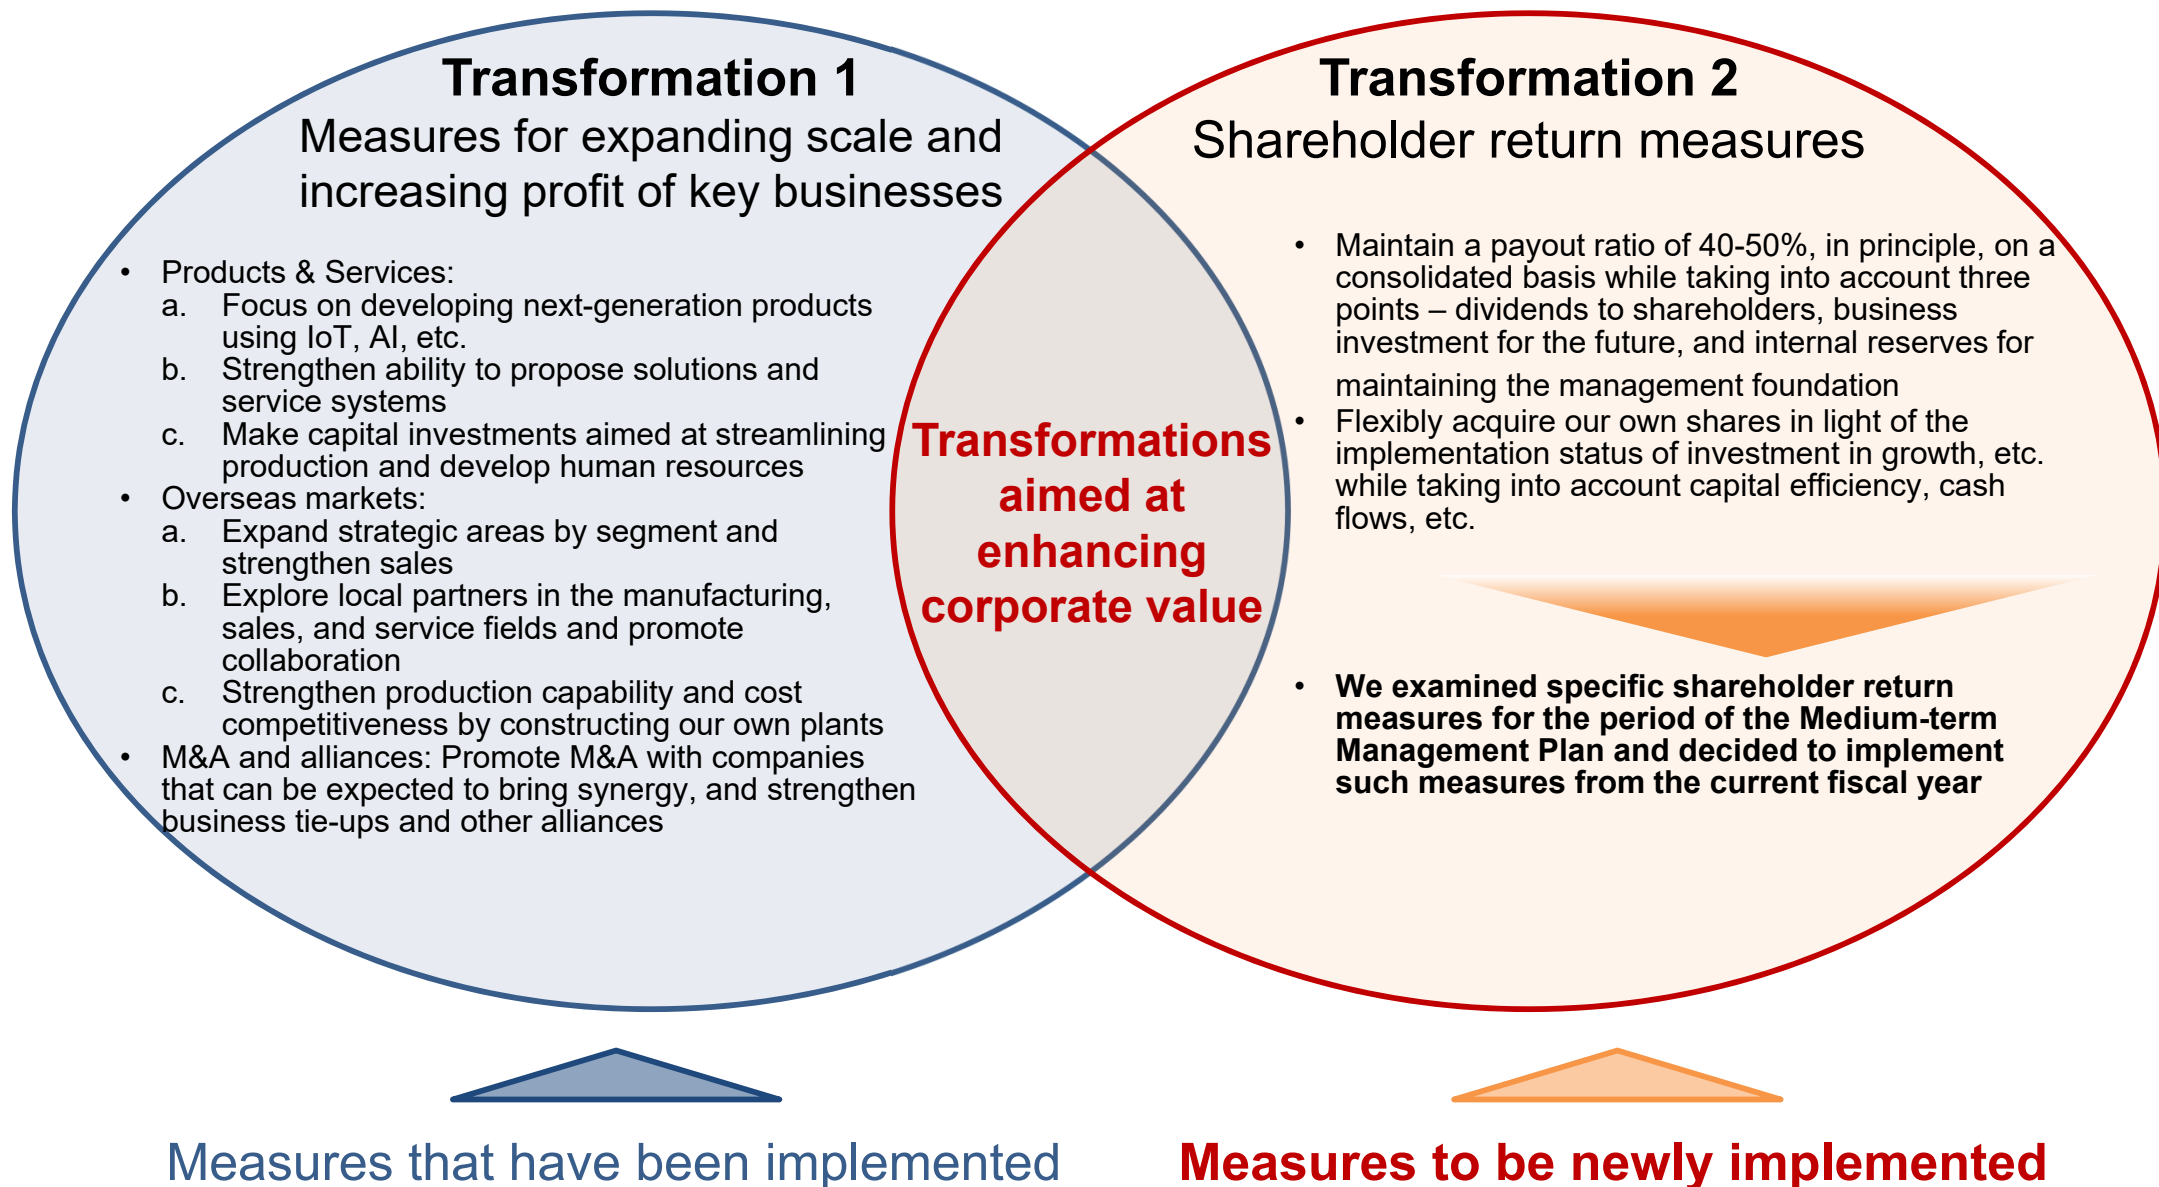 Transformation 1
Measures for expanding scale and
increasing profit of key businesses
• Products & Services:
a. Focus on developing next-generation products
using IoT, AI, etc.
b. Strengthen ability to propose solutions and
service systems
c. Make capital investments aimed at streamlining
production and develop human resources
• Overseas markets:
a. Expand strategic areas by segment and
strengthen sales
b. Explore local partners in the manufacturing,
sales, and service fields and promote
collaboration
c. Strengthen production capability and cost
competitiveness by constructing our own plants
• M&A and alliances: Promote M&A with companies
that can be expected to bring synergy, and strengthen
business tie-ups and other alliances
Transformations
aimed at
enhancing
corporate value
Transformation 2
Shareholder return measures
• Maintain a payout ratio of 40-50%, in principle, on a
consolidated basis while taking into account three
points – dividends to shareholders, business
investment for the future, and internal reserves for
maintaining the management foundation
• Flexibly acquire our own shares in light of the
implementation status of investment in growth, etc.
while taking into account capital efficiency, cash
flows, etc.
• We examined specific shareholder return
measures for the period of the Medium-term
Management Plan and decided to implement
such measures from the current fiscal year
Measures that have been implemented
Measures to be newly implemented